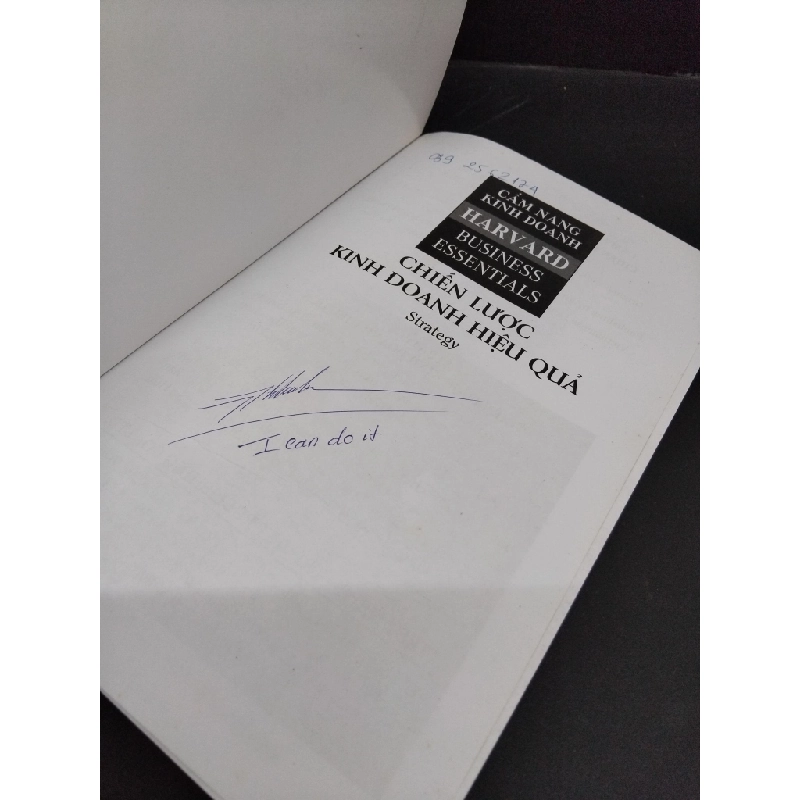 CẨM NANG
KINH DOANH
HARVARD
BUSINESS
ESSENTIALS
CHIẾN LƯỢC
KINH DOANH HIỆU QUẢ
Strategy
I can do it